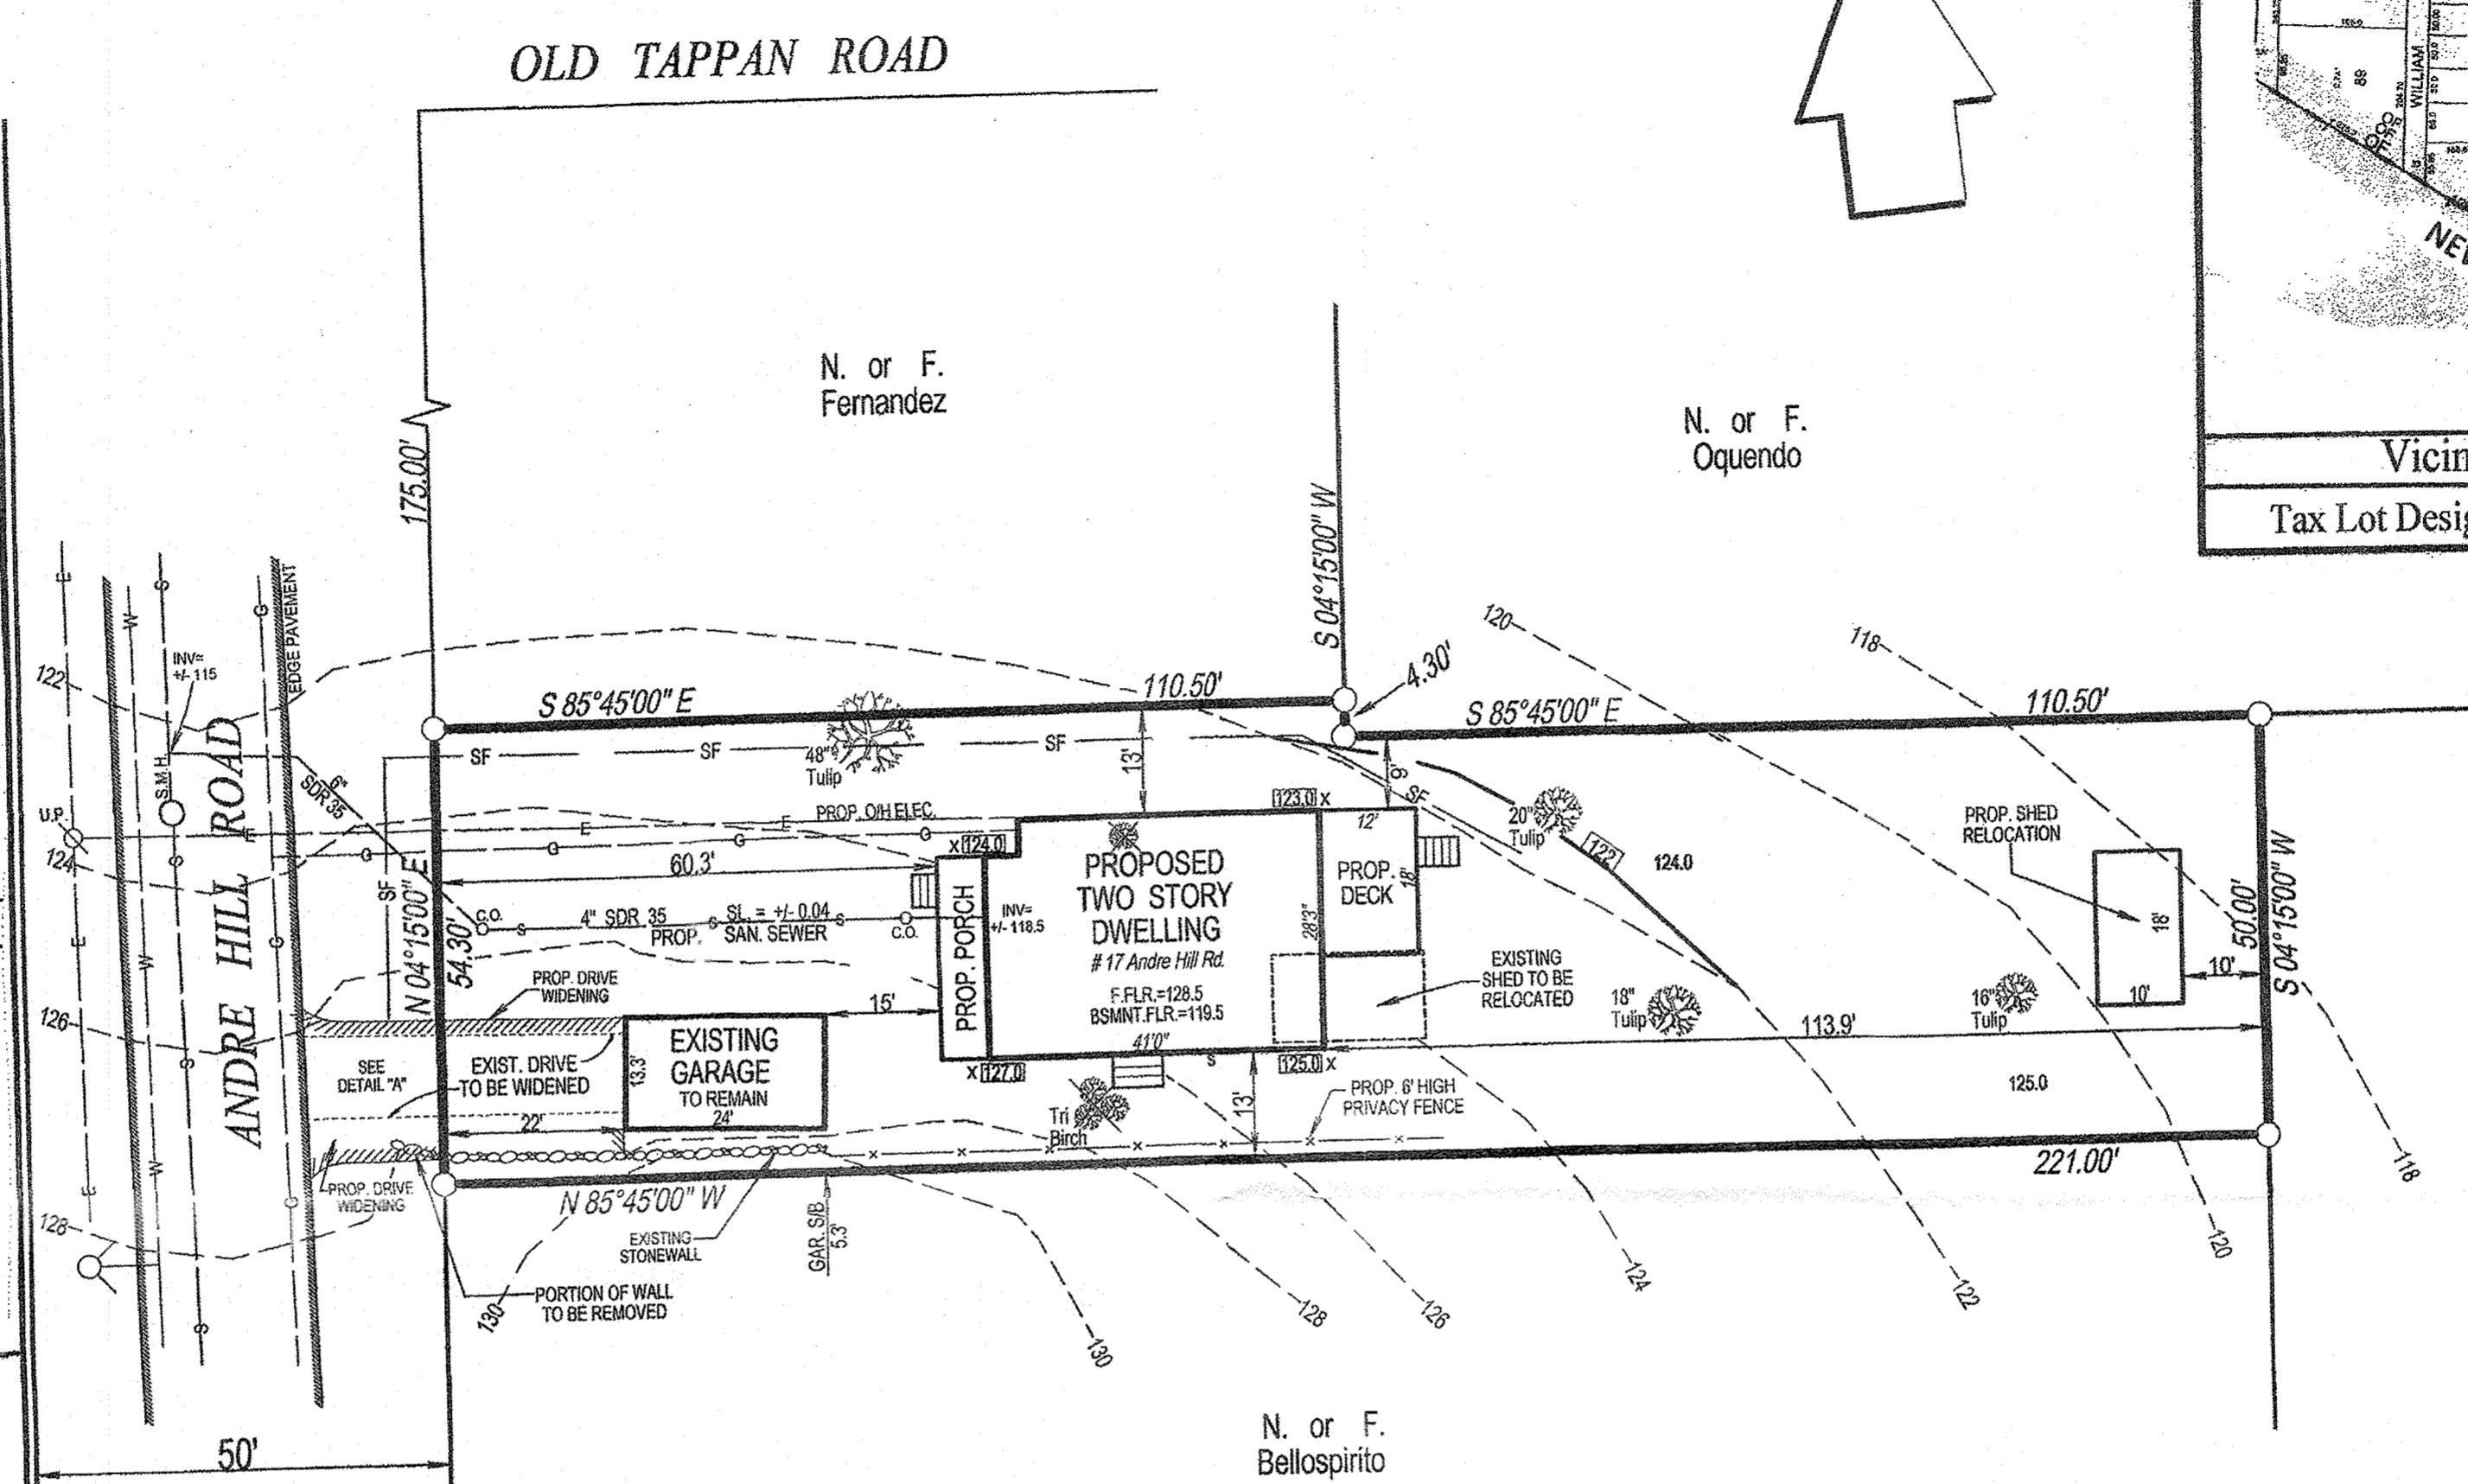 OLD TAPPAN ROAD
WILLIAM
89
NE
Vicin
Tax Lot Desig
N. or F.
Fernandez
N. or F.
Oquendo
175.00'
S 04°15'00" W
4.30'
S 85°45'00" E
110.50'
S 85°45'00" E
110.50'
120
118
EDGE PAVEMENT
INV=
+/- 115
122
S.M.H.
6"
SDR 35
U.P.
124
ANDRE HILL ROAD
N 04°15'00" E
54.30'
SF
SF
SF
SF
SF
SF
48"
Tulip
13'
9'
PROP. O/H ELEC.
60.3'
X 124.0
123.0 X
PROPOSED
TWO STORY
DWELLING
# 17 Andre Hill Rd.
F.FLR.=128.5
BSMNT.FLR.=119.5
41'0"
28'3"
12'
18'
PROP.
DECK
20"
Tulip
122
124.0
PROP. SHED
RELOCATION
18'
10'
10'
50.00'
S 04°15'00" W
C.O.
4" SDR 35
SL. = +/- 0.04
PROP. SAN. SEWER
C.O.
PROP. PORCH
INV=
+/- 118.5
PROP. DRIVE
WIDENING
15'
EXISTING
SHED TO BE
RELOCATED
18"
Tulip
16"
Tulip
113.9'
126
SEE
DETAIL "A"
EXIST. DRIVE
TO BE WIDENED
13.3'
EXISTING
GARAGE
TO REMAIN
24'
22'
X 127.0
125.0 X
S
PROP. 6' HIGH
PRIVACY FENCE
125.0
Tri
Birch
13'
221.00'
PROP. DRIVE
WIDENING
N 85°45'00" W
EXISTING
STONEWALL
GAR. S/B
5.3'
128
PORTION OF WALL
TO BE REMOVED
130
130
128
126
124
122
120
118
50'
N. or F.
Bellospirito